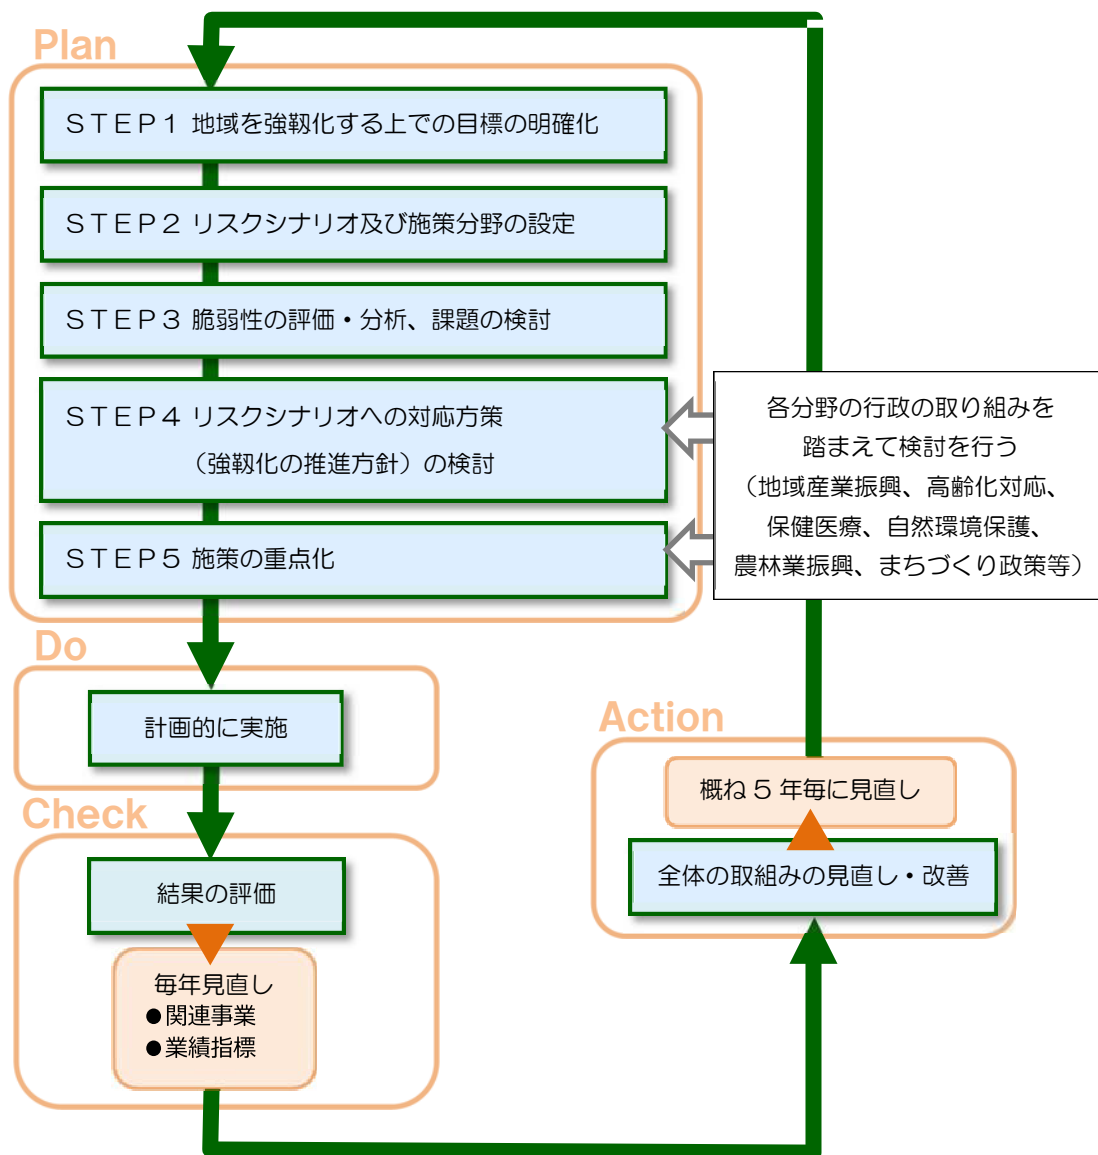 Plan
ＳＴＥＰ１ 地域を強靱化する上での目標の明確化
ＳＴＥＰ２ リスクシナリオ及び施策分野の設定
ＳＴＥＰ３ 脆弱性の評価・分析、課題の検討
ＳＴＥＰ４ リスクシナリオへの対応方策
（強靱化の推進方針）の検討
ＳＴＥＰ５ 施策の重点化
各分野の行政の取り組みを
踏まえて検討を行う
（地域産業振興、高齢化対応、
保健医療、自然環境保護、
農林業振興、まちづくり政策等）
Do
計画的に実施
Check
結果の評価
毎年見直し
●関連事業
●業績指標
Action
概ね 5 年毎に見直し
全体の取組みの見直し・改善